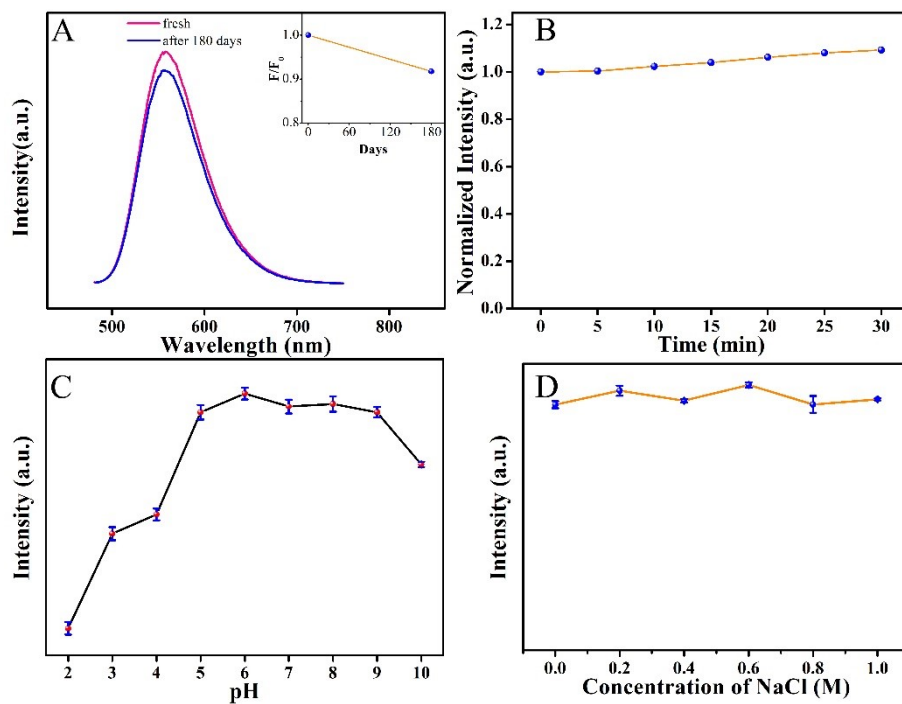 A
fresh
after 180 days
Intensity(a.u.)
500 600 700 800
Wavelength (nm)
F/F0
1.0
0.9
0.8
0 60 120 180
Days
B
Normalized Intensity (a.u.)
1.2
1.0
0.8
0.6
0.4
0.2
0.0
0 5 10 15 20 25 30
Time (min)
C
Intensity (a.u.)
2 3 4 5 6 7 8 9 10
pH
D
Intensity (a.u.)
0.0 0.2 0.4 0.6 0.8 1.0
Concentration of NaCl (M)